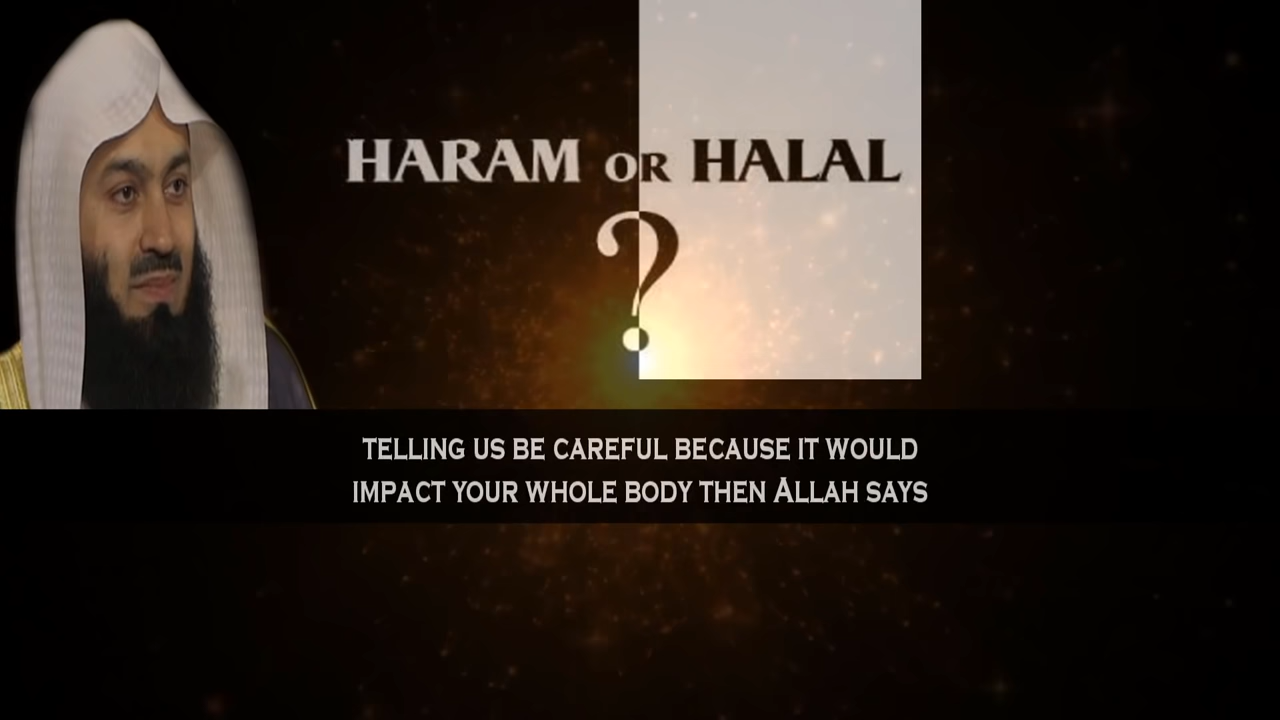 HARAM OR HALAL
?
TELLING US BE CAREFUL BECAUSE IT WOULD
IMPACT YOUR WHOLE BODY THEN ALLAH SAYS